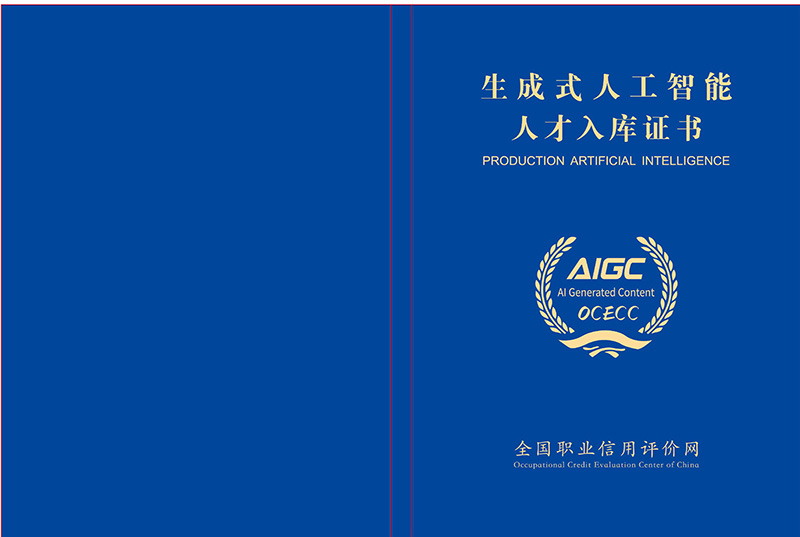 生成式人工智能
人才入库证书
PRODUCTION ARTIFICIAL INTELLIGENCE
AIGC
AI Generated Content
OCECC
全国职业信用评价网
Occupational Credit Evaluation Center of China